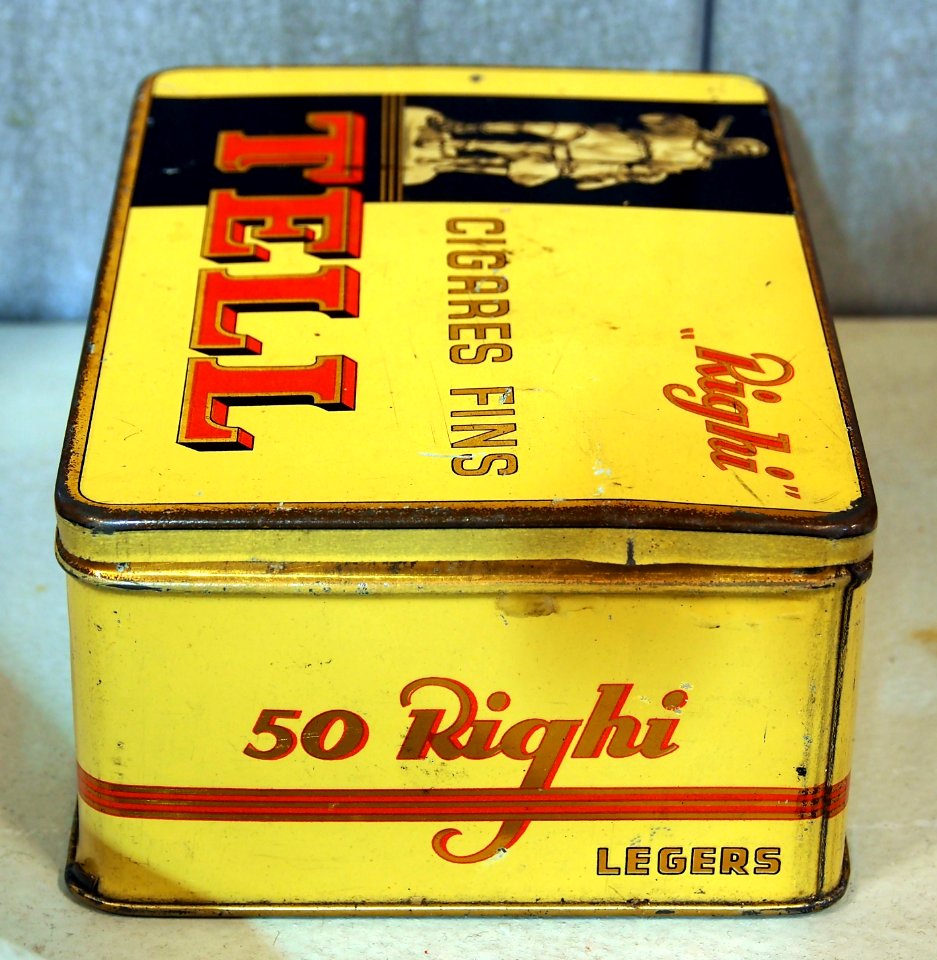 TELL
CIGARES FINS
"Righi"
50 Righi
LEGERS